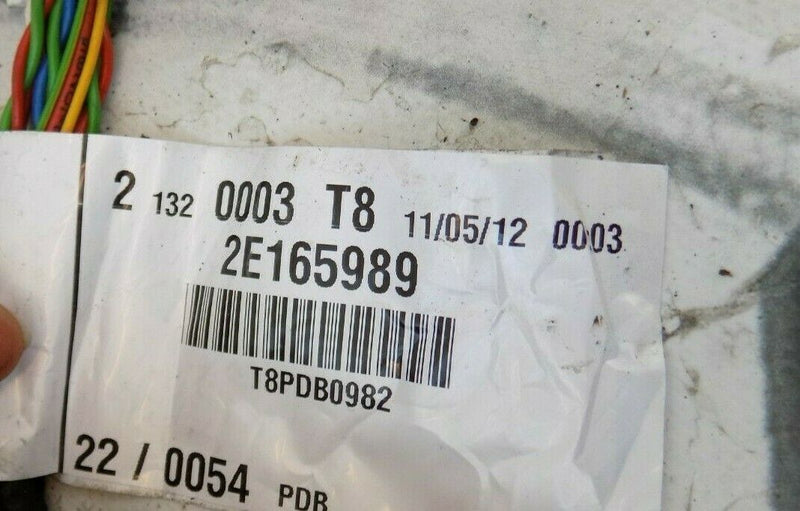 2 132 0003 T8 11/05/12 0003
2E165989
T8PDB0982
22 / 0054 PDB